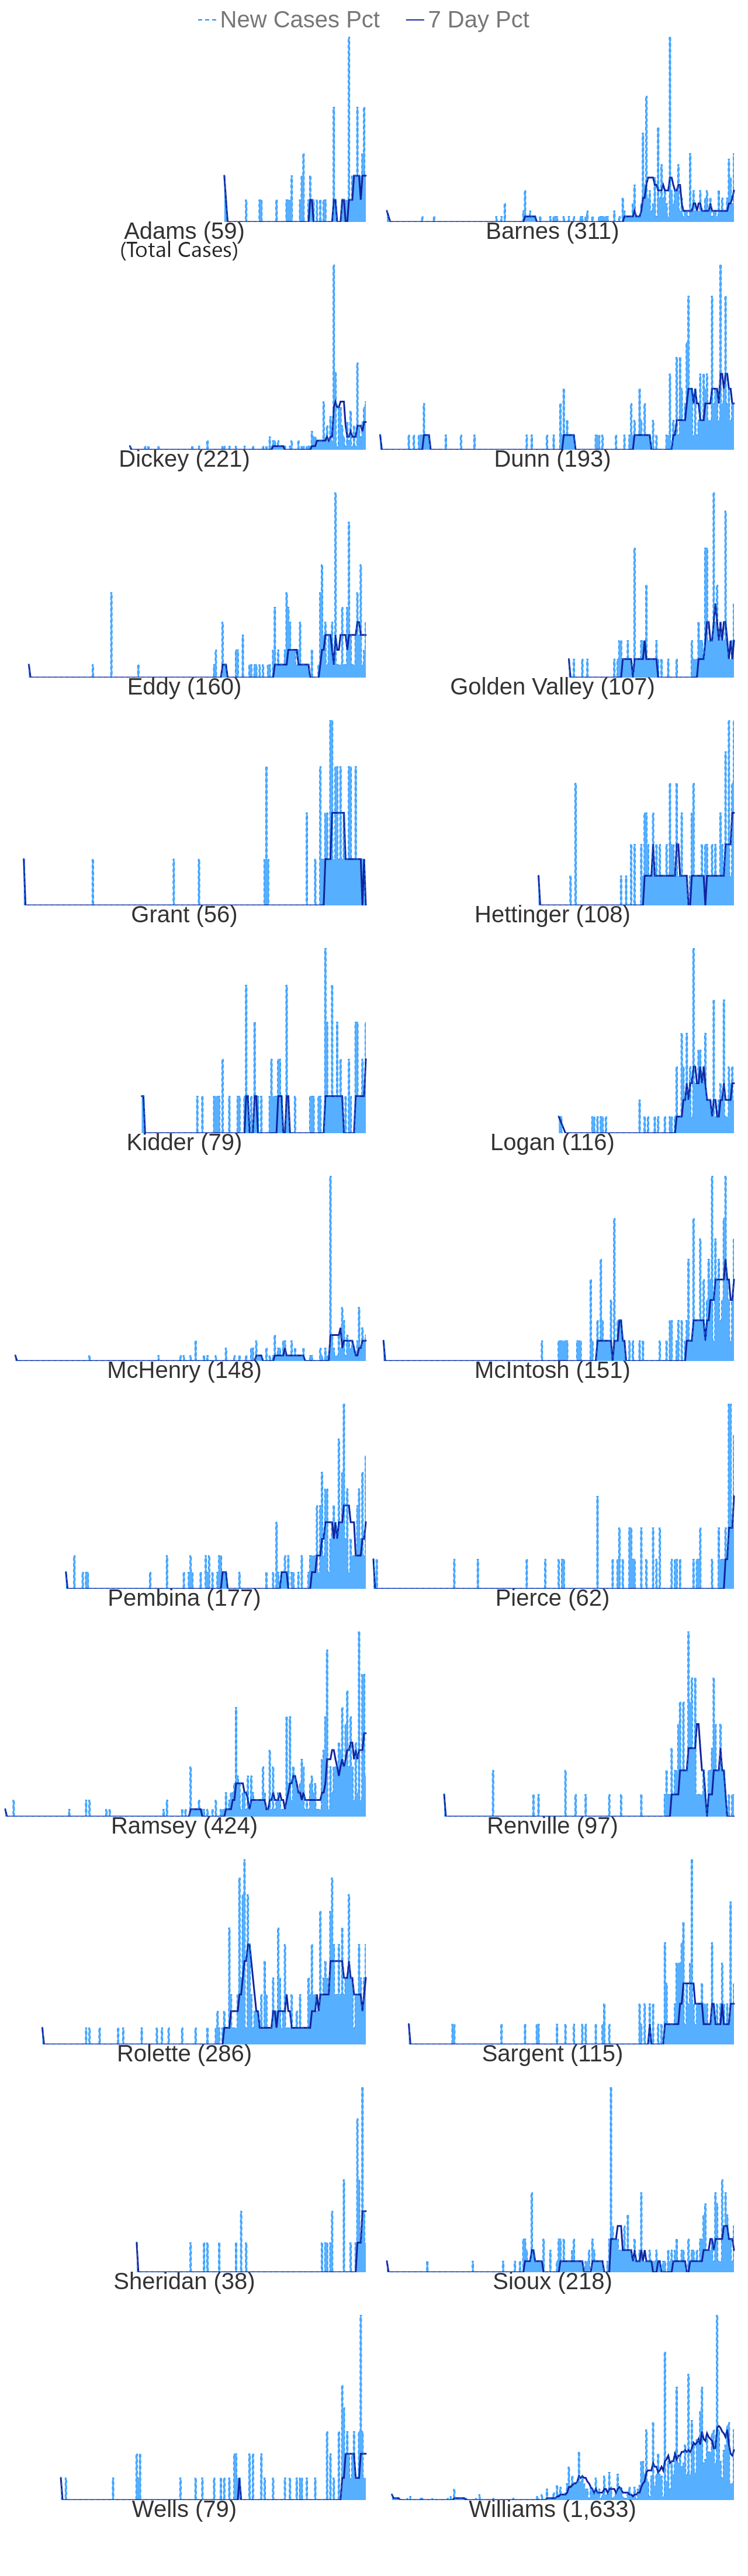 New Cases Pct 7 Day Pct
Adams (59) Barnes (311)
(Total Cases)
Dickey (221) Dunn (193)
Eddy (160) Golden Valley (107)
Grant (56) Hettinger (108)
Kidder (79) Logan (116)
McHenry (148) McIntosh (151)
Pembina (177) Pierce (62)
Ramsey (424) Renville (97)
Rolette (286) Sargent (115)
Sheridan (38) Sioux (218)
Wells (79) Williams (1,633)